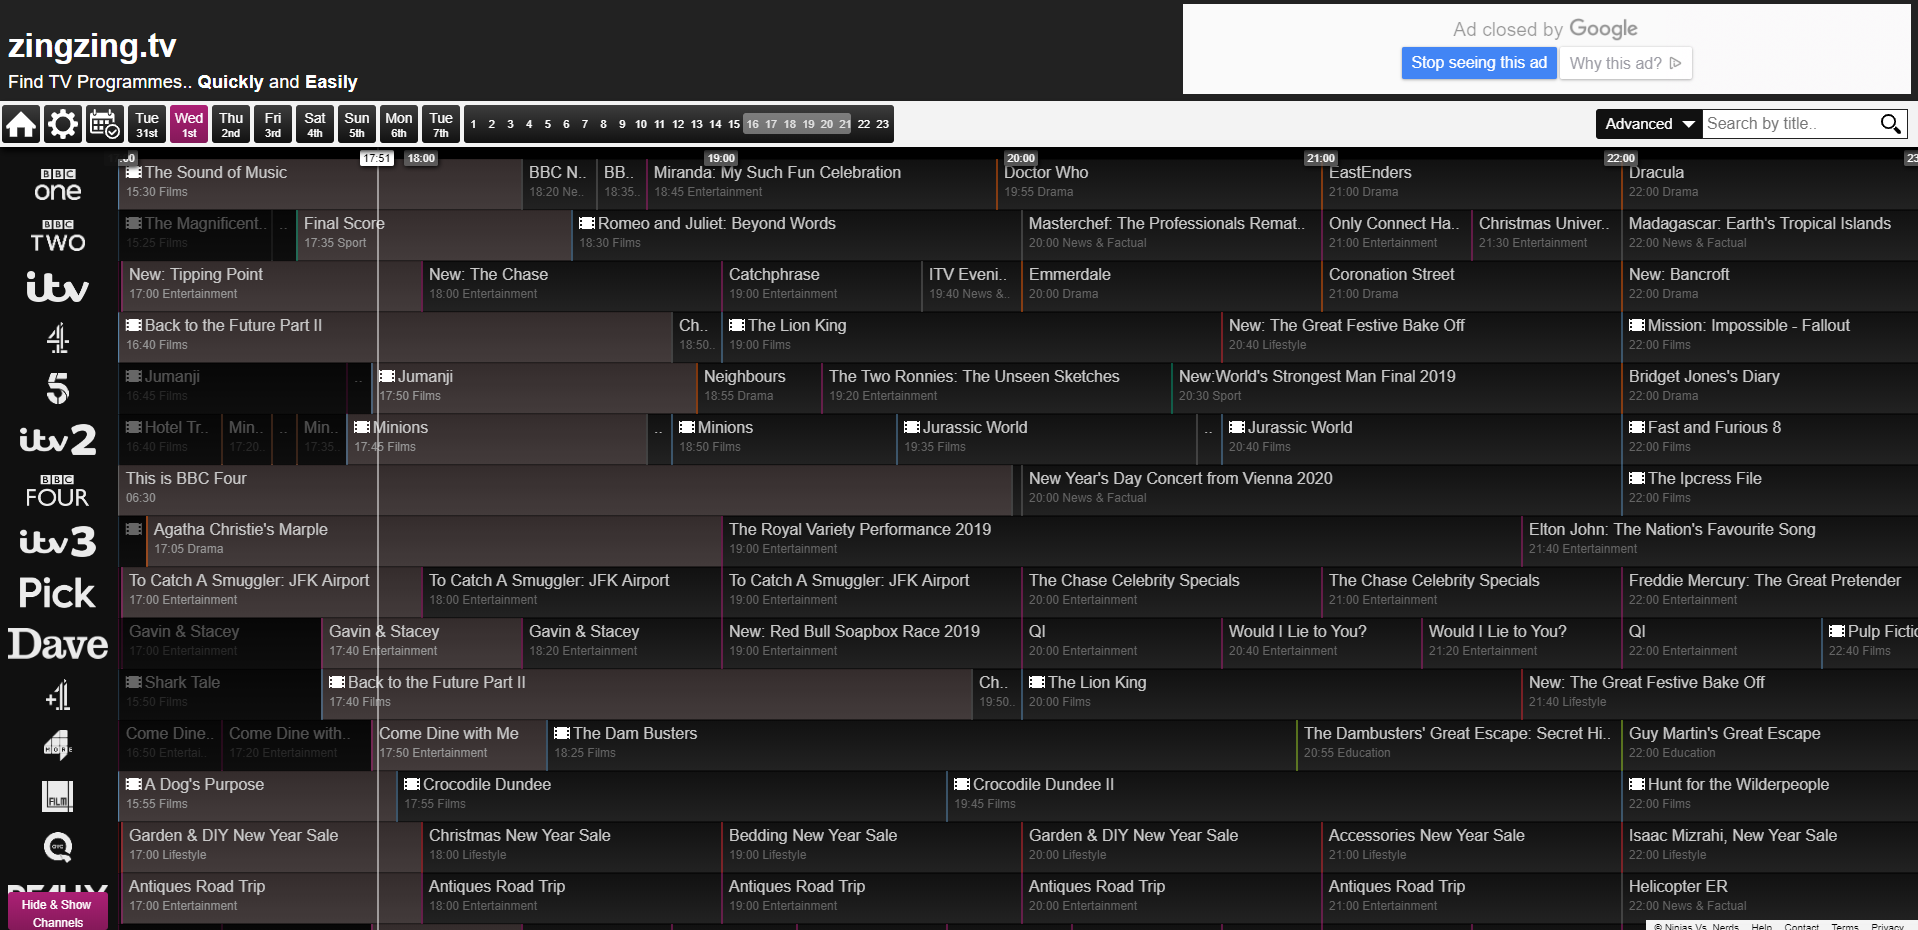 zingzing.tv
Find TV Programmes.. Quickly and Easily
Ad closed by Google
Stop seeing this ad
Why this ad?
Tue 31st
Wed 1st
Thu 2nd
Fri 3rd
Sat 4th
Sun 5th
Mon 6th
Tue 7th
1 2 3 4 5 6 7 8 9 10 11 12 13 14 15 16 17 18 19 20 21 22 23
Advanced
Search by title..
:00 17:51 18:00 19:00 20:00 21:00 22:00 23
BBC one
The Sound of Music BBC N.. BB.. Miranda: My Such Fun Celebration Doctor Who EastEnders Dracula
15:30 Films 18:20 Ne.. 18:35.. 18:45 Entertainment 19:55 Drama 21:00 Drama 22:00 Drama
BBC TWO
The Magnificent.. .. Final Score Romeo and Juliet: Beyond Words Masterchef: The Professionals Remat.. Only Connect Ha.. Christmas Univer.. Madagascar: Earth's Tropical Islands
15:25 Films 17:35 Sport 18:30 Films 20:00 News & Factual 21:00 Entertainment 21:30 Entertainment 22:00 News & Factual
itv
New: Tipping Point New: The Chase Catchphrase ITV Eveni.. Emmerdale Coronation Street New: Bancroft
17:00 Entertainment 18:00 Entertainment 19:00 Entertainment 19:40 News &.. 20:00 Drama 21:00 Drama 22:00 Drama
4
Back to the Future Part II Ch.. The Lion King New: The Great Festive Bake Off Mission: Impossible - Fallout
16:40 Films 18:50.. 19:00 Films 20:40 Lifestyle 22:00 Films
5
Jumanji .. Jumanji Neighbours The Two Ronnies: The Unseen Sketches New:World's Strongest Man Final 2019 Bridget Jones's Diary
16:45 Films 17:50 Films 18:55 Drama 19:20 Entertainment 20:30 Sport 22:00 Drama
itv2
Hotel Tr.. Min.. .. Min.. Minions .. Minions Jurassic World .. Jurassic World Fast and Furious 8
16:40 Films 17:20.. 17:35.. 17:45 Films 18:50 Films 19:35 Films 20:40 Films 22:00 Films
BBC FOUR
This is BBC Four New Year's Day Concert from Vienna 2020 The Ipcress File
06:30 20:00 News & Factual 22:00 Films
itv3
Agatha Christie's Marple The Royal Variety Performance 2019 Elton John: The Nation's Favourite Song
17:05 Drama 19:00 Entertainment 21:40 Entertainment
Pick
To Catch A Smuggler: JFK Airport To Catch A Smuggler: JFK Airport To Catch A Smuggler: JFK Airport The Chase Celebrity Specials The Chase Celebrity Specials Freddie Mercury: The Great Pretender
17:00 Entertainment 18:00 Entertainment 19:00 Entertainment 20:00 Entertainment 21:00 Entertainment 22:00 Entertainment
Dave
Gavin & Stacey Gavin & Stacey Gavin & Stacey New: Red Bull Soapbox Race 2019 QI Would I Lie to You? Would I Lie to You? QI Pulp Fictio
17:00 Entertainment 17:40 Entertainment 18:20 Entertainment 19:00 Entertainment 20:00 Entertainment 20:40 Entertainment 21:20 Entertainment 22:00 Entertainment 22:40 Films
+1
Shark Tale Back to the Future Part II Ch.. The Lion King New: The Great Festive Bake Off
15:50 Films 17:40 Films 19:50.. 20:00 Films 21:40 Lifestyle
4 MORE
Come Dine.. Come Dine with.. Come Dine with Me The Dam Busters The Dambusters' Great Escape: Secret Hi.. Guy Martin's Great Escape
16:50 Entertai.. 17:20 Entertainment 17:50 Entertainment 18:25 Films 20:55 Education 22:00 Education
FILM
A Dog's Purpose Crocodile Dundee Crocodile Dundee II Hunt for the Wilderpeople
15:55 Films 17:55 Films 19:45 Films 22:00 Films
QVC
Garden & DIY New Year Sale Christmas New Year Sale Bedding New Year Sale Garden & DIY New Year Sale Accessories New Year Sale Isaac Mizrahi, New Year Sale
17:00 Lifestyle 18:00 Lifestyle 19:00 Lifestyle 20:00 Lifestyle 21:00 Lifestyle 22:00 Lifestyle
Antiques Road Trip Antiques Road Trip Antiques Road Trip Antiques Road Trip Antiques Road Trip Helicopter ER
17:00 Entertainment 18:00 Entertainment 19:00 Entertainment 20:00 Entertainment 21:00 Entertainment 22:00 News & Factual
Hide & Show
Channels
© Ninjas Vs. Nerds Help Contact Terms Privacy